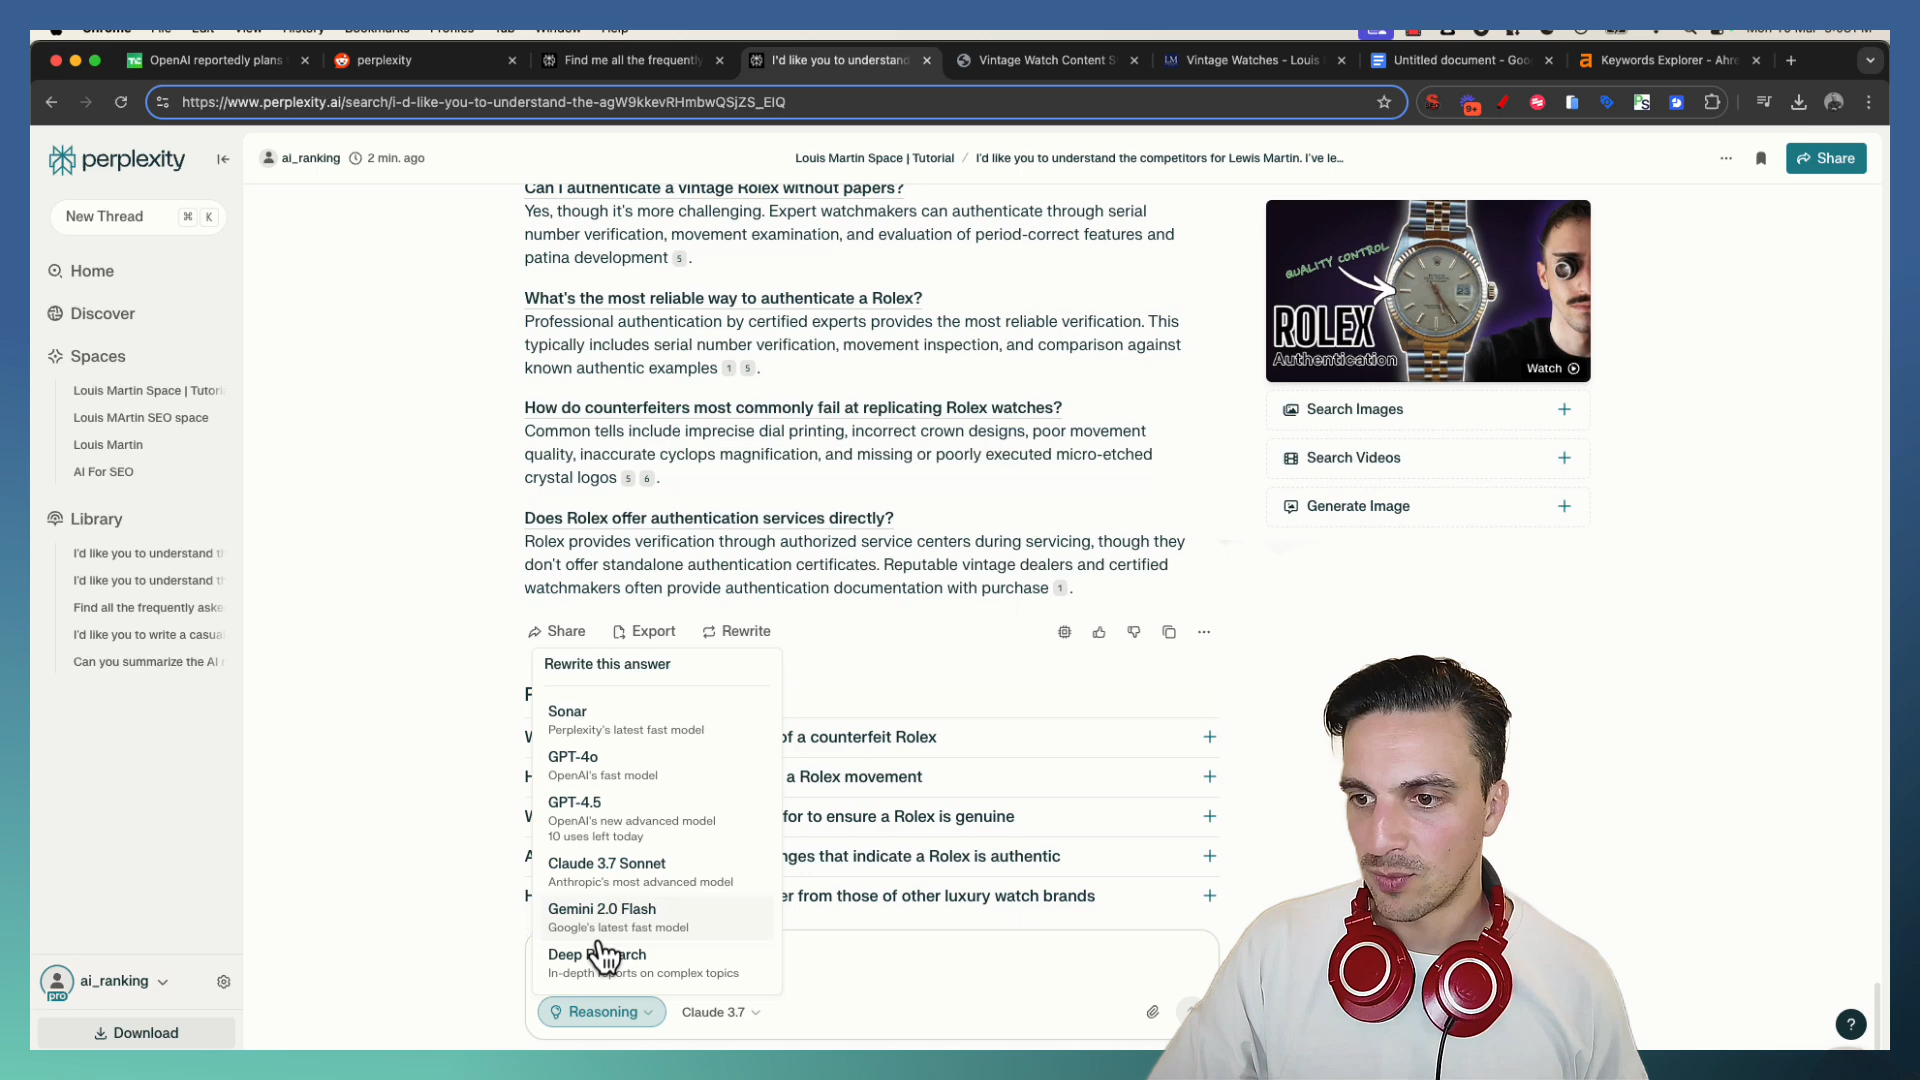 Chrome File Edit View History Bookmarks Profiles Tab Window Help
OpenAI reportedly plans
perplexity
Find me all the frequently
I'd like you to understand
Vintage Watch Content S
Vintage Watches - Louis
Untitled document - Goo
Keywords Explorer - Ahre
https://www.perplexity.ai/search/i-d-like-you-to-understand-the-agW9kkevRHmbwQSjZS_EIQ
9+
perplexity
ai_ranking
2 min. ago
Louis Martin Space | Tutorial / I'd like you to understand the competitors for Lewis Martin. I've le...
Share
New Thread
⌘ K
Home
Discover
Spaces
Louis Martin Space | Tutori
Louis MArtin SEO space
Louis Martin
AI For SEO
Library
I'd like you to understand t
I'd like you to understand t
Find all the frequently aske
I'd like you to write a casua
Can you summarize the AI
ai_ranking
pro
Download
Can I authenticate a vintage Rolex without papers?
Yes, though it's more challenging. Expert watchmakers can authenticate through serial
number verification, movement examination, and evaluation of period-correct features and
patina development 5 .
What's the most reliable way to authenticate a Rolex?
Professional authentication by certified experts provides the most reliable verification. This
typically includes serial number verification, movement inspection, and comparison against
known authentic examples 1 5 .
How do counterfeiters most commonly fail at replicating Rolex watches?
Common tells include imprecise dial printing, incorrect crown designs, poor movement
quality, inaccurate cyclops magnification, and missing or poorly executed micro-etched
crystal logos 5 6 .
Does Rolex offer authentication services directly?
Rolex provides verification through authorized service centers during servicing, though they
don't offer standalone authentication certificates. Reputable vintage dealers and certified
watchmakers often provide authentication documentation with purchase 1 .
Share
Export
Rewrite
Rewrite this answer
Sonar
Perplexity's latest fast model
GPT-4o
OpenAI's fast model
GPT-4.5
OpenAI's new advanced model
10 uses left today
Claude 3.7 Sonnet
Anthropic's most advanced model
Gemini 2.0 Flash
Google's latest fast model
Deep
In-depth reports on complex topics
of a counterfeit Rolex
a Rolex movement
for to ensure a Rolex is genuine
nges that indicate a Rolex is authentic
er from those of other luxury watch brands
Reasoning
Claude 3.7
QUALITY CONTROL
23
ROLEX
Authentication
Watch
Search Images
Search Videos
Generate Image
?